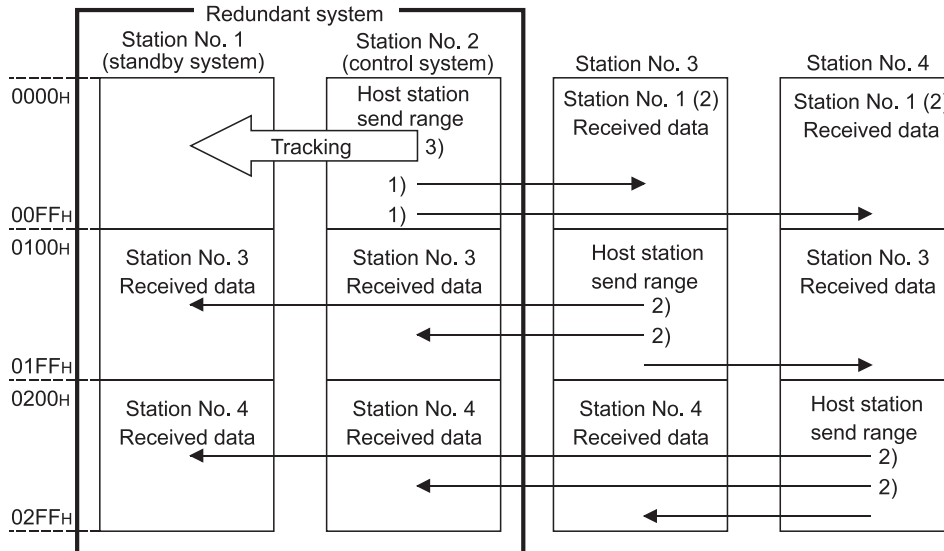 Redundant system
Station No. 1
(standby system)
Station No. 2
(control system)
Station No. 3
Station No. 4
0000H
Host station
send range
Station No. 1 (2)
Received data
Station No. 1 (2)
Received data
Tracking
3)
1)
1)
00FFH
0100H
Station No. 3
Received data
Station No. 3
Received data
Host station
send range
Station No. 3
Received data
2)
2)
01FFH
0200H
Station No. 4
Received data
Station No. 4
Received data
Station No. 4
Received data
Host station
send range
2)
2)
02FFH